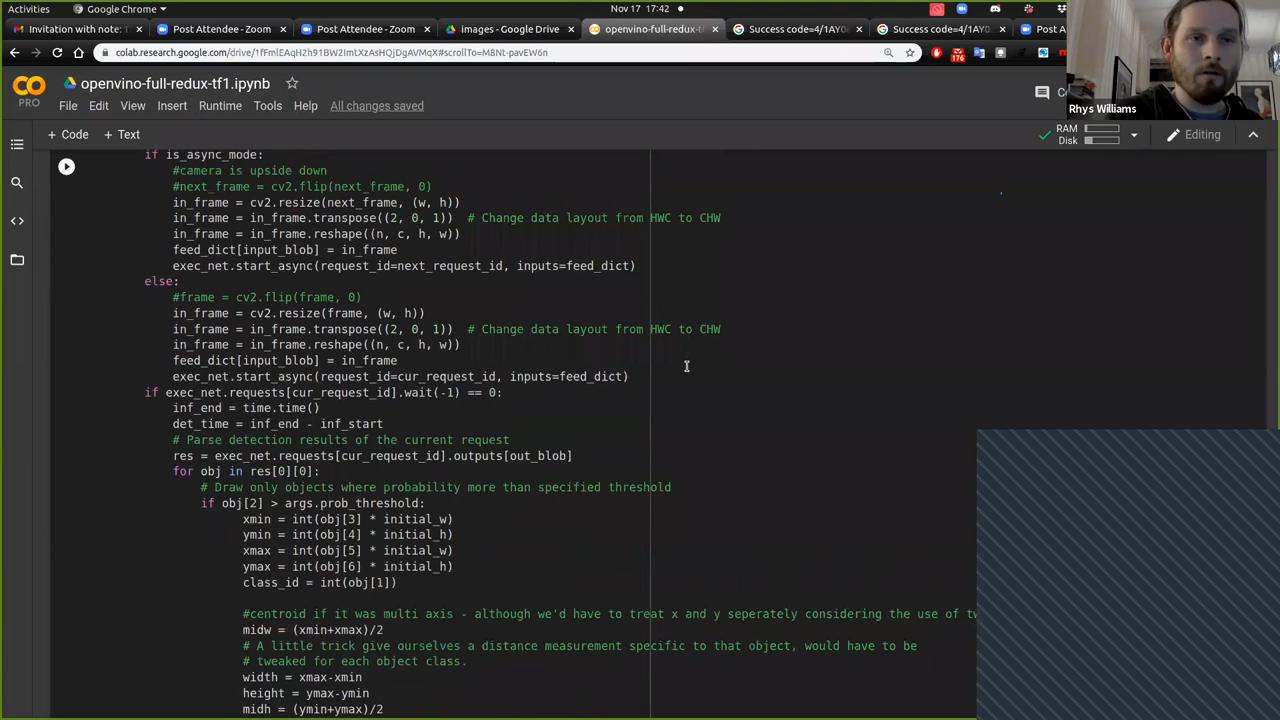 Activities
Google Chrome
Nov 17 17:42
Invitation with note: T
Post Attendee - Zoom
Post Attendee - Zoom
images - Google Drive
openvino-full-redux-t
Success code=4/1AY0
Success code=4/1AY0
Post A
colab.research.google.com/drive/1fFmlEAqH2h91BW2ImtXzAsHQjDgAVMqX#scrollTo=M8Nt-pavEW6n
176
PRO
openvino-full-redux-tf1.ipynb
File Edit View Insert Runtime Tools Help All changes saved
Rhys Williams
+ Code + Text
RAM
Disk
Editing
if is_async_mode:
#camera is upside down
#next_frame = cv2.flip(next_frame, 0)
in_frame = cv2.resize(next_frame, (w, h))
in_frame = in_frame.transpose((2, 0, 1))  # Change data layout from HWC to CHW
in_frame = in_frame.reshape((n, c, h, w))
feed_dict[input_blob] = in_frame
exec_net.start_async(request_id=next_request_id, inputs=feed_dict)
else:
#frame = cv2.flip(frame, 0)
in_frame = cv2.resize(frame, (w, h))
in_frame = in_frame.transpose((2, 0, 1))  # Change data layout from HWC to CHW
in_frame = in_frame.reshape((n, c, h, w))
feed_dict[input_blob] = in_frame
exec_net.start_async(request_id=cur_request_id, inputs=feed_dict)
if exec_net.requests[cur_request_id].wait(-1) == 0:
inf_end = time.time()
det_time = inf_end - inf_start
# Parse detection results of the current request
res = exec_net.requests[cur_request_id].outputs[out_blob]
for obj in res[0][0]:
# Draw only objects where probability more than specified threshold
if obj[2] > args.prob_threshold:
xmin = int(obj[3] * initial_w)
ymin = int(obj[4] * initial_h)
xmax = int(obj[5] * initial_w)
ymax = int(obj[6] * initial_h)
class_id = int(obj[1])
#centroid if it was multi axis - although we'd have to treat x and y seperately considering the use of tw
midw = (xmin+xmax)/2
# A little trick give ourselves a distance measurement specific to that object, would have to be
# tweaked for each object class.
width = xmax-xmin
height = ymax-ymin
midh = (ymin+ymax)/2